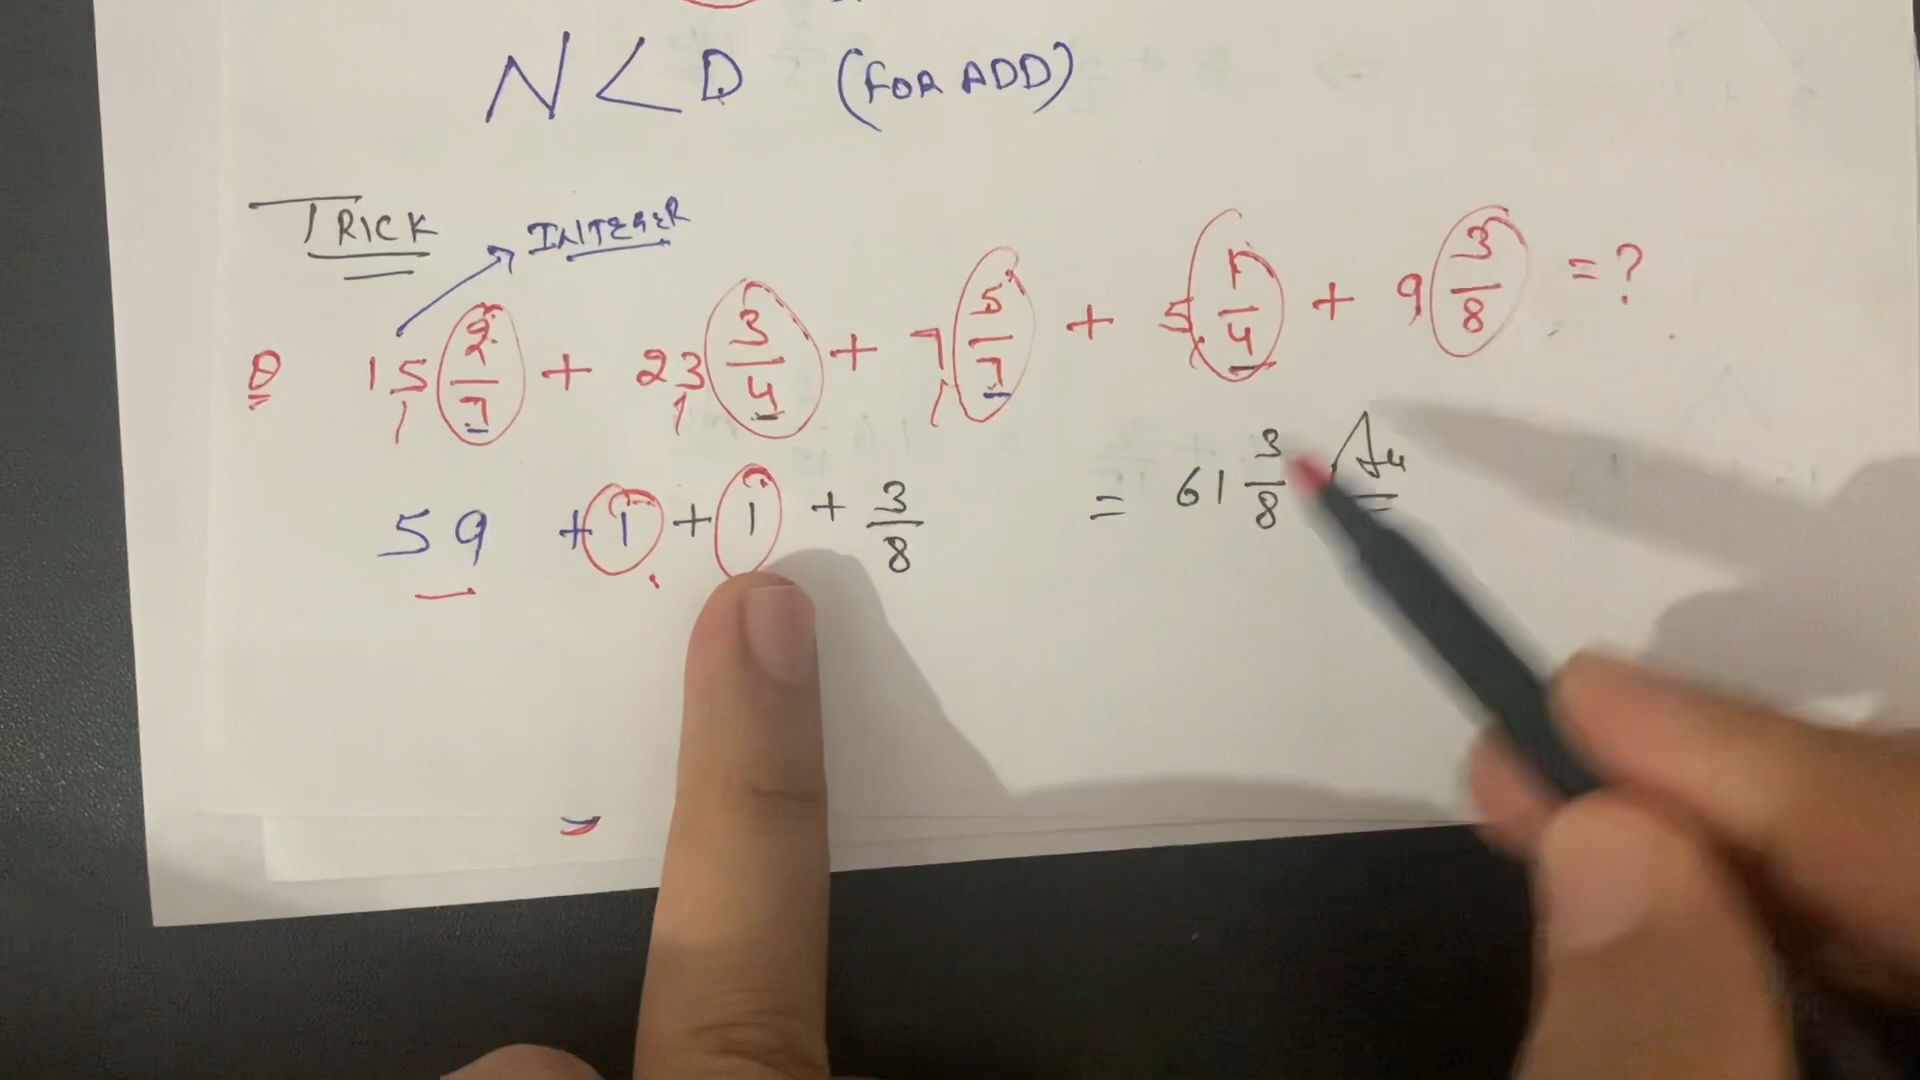 N < D (FOR ADD)
TRICK
INTEGER
Q 15 2/7 + 23 3/4 + 7 5/7 + 5 1/4 + 9 3/8 = ?
59 + 1 + 1 + 3/8 = 61 3/8